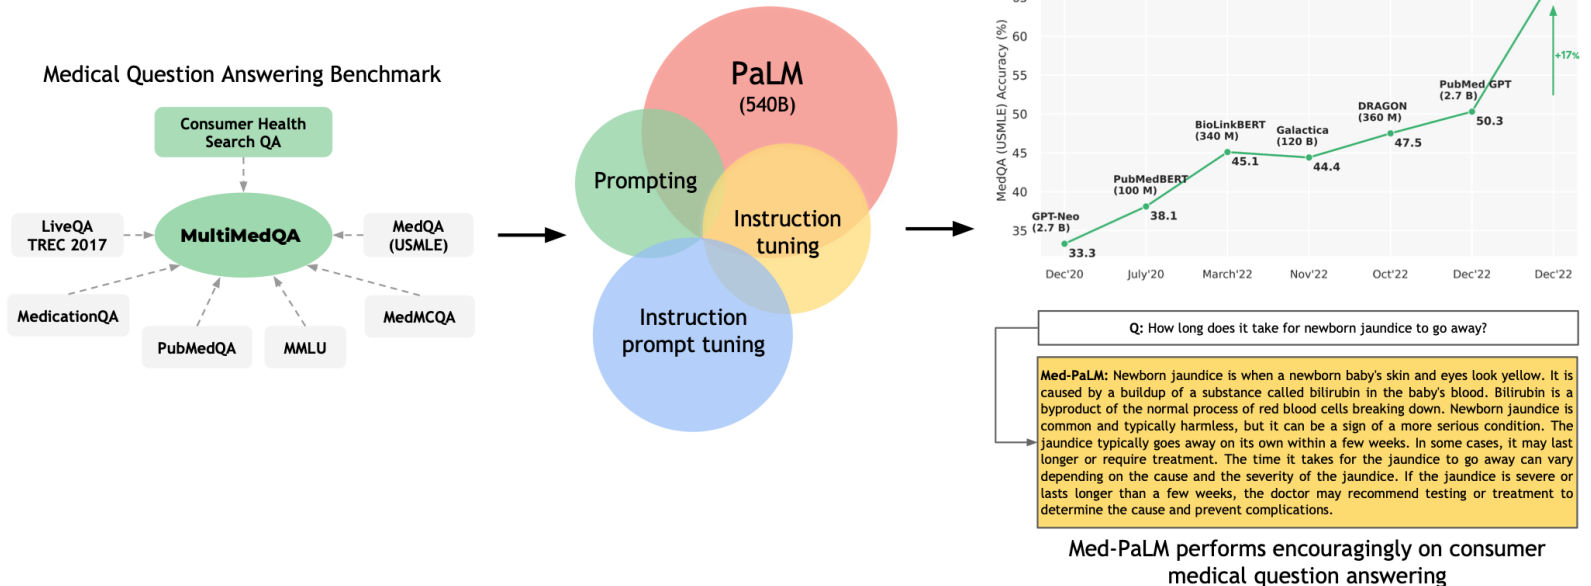 Medical Question Answering Benchmark
Consumer Health
Search QA
LiveQA
TREC 2017
MultiMedQA
MedQA
(USMLE)
MedicationQA
PubMedQA
MMLU
MedMCQA
PaLM
(540B)
Prompting
Instruction
tuning
Instruction
prompt tuning
MedQA (USMLE) Accuracy (%)
65
60
55
50
45
40
35
GPT-Neo
(2.7 B)
33.3
PubMedBERT
(100 M)
38.1
BioLinkBERT
(340 M)
45.1
Galactica
(120 B)
44.4
DRAGON
(360 M)
47.5
PubMed GPT
(2.7 B)
50.3
+17%
Dec'20
July'20
March'22
Nov'22
Oct'22
Dec'22
Dec'22
Q: How long does it take for newborn jaundice to go away?
Med-PaLM: Newborn jaundice is when a newborn baby's skin and eyes look yellow. It is
caused by a buildup of a substance called bilirubin in the baby's blood. Bilirubin is a
byproduct of the normal process of red blood cells breaking down. Newborn jaundice is
common and typically harmless, but it can be a sign of a more serious condition. The
jaundice typically goes away on its own within a few weeks. In some cases, it may last
longer or require treatment. The time it takes for the jaundice to go away can vary
depending on the cause and the severity of the jaundice. If the jaundice is severe or
lasts longer than a few weeks, the doctor may recommend testing or treatment to
determine the cause and prevent complications.
Med-PaLM performs encouragingly on consumer
medical question answering